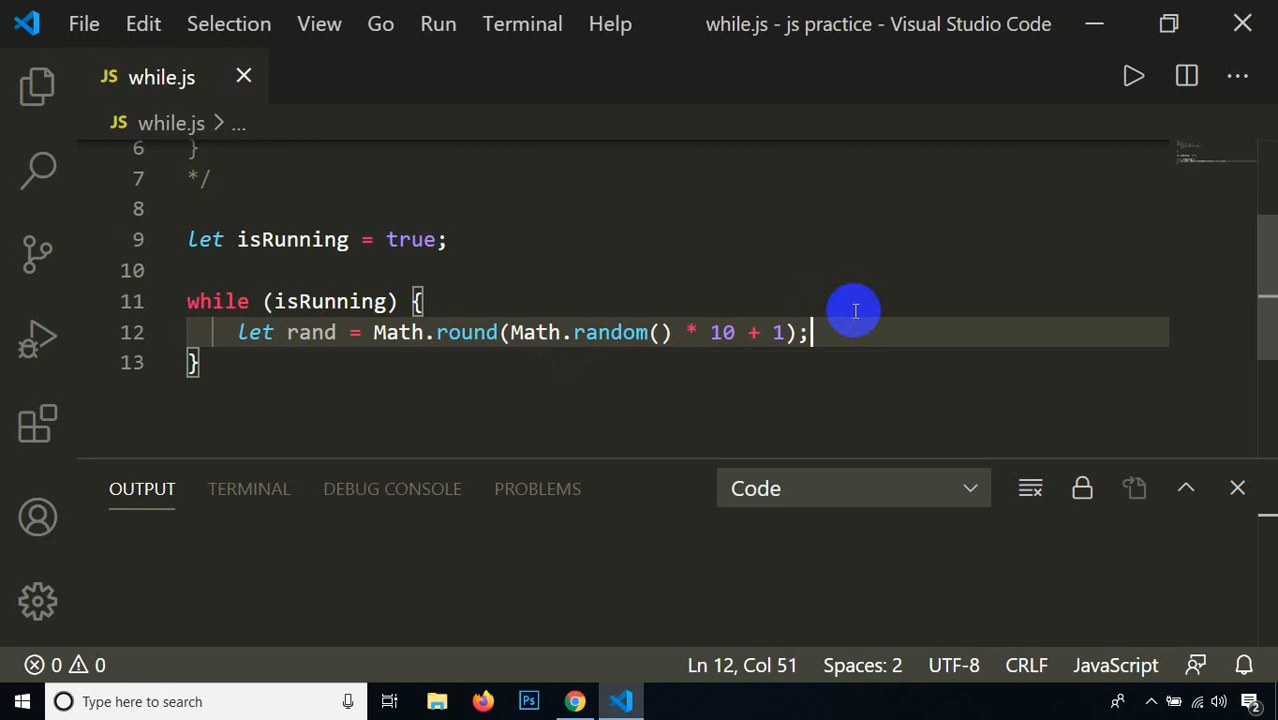 File Edit Selection View Go Run Terminal Help while.js - js practice - Visual Studio Code
JS while.js
JS while.js > ...
6 }
7 */
8
9 let isRunning = true;
10
11 while (isRunning) {
12 let rand = Math.round(Math.random() * 10 + 1);
13 }
OUTPUT TERMINAL DEBUG CONSOLE PROBLEMS Code
0 0 Ln 12, Col 51 Spaces: 2 UTF-8 CRLF JavaScript
Type here to search Ps 2